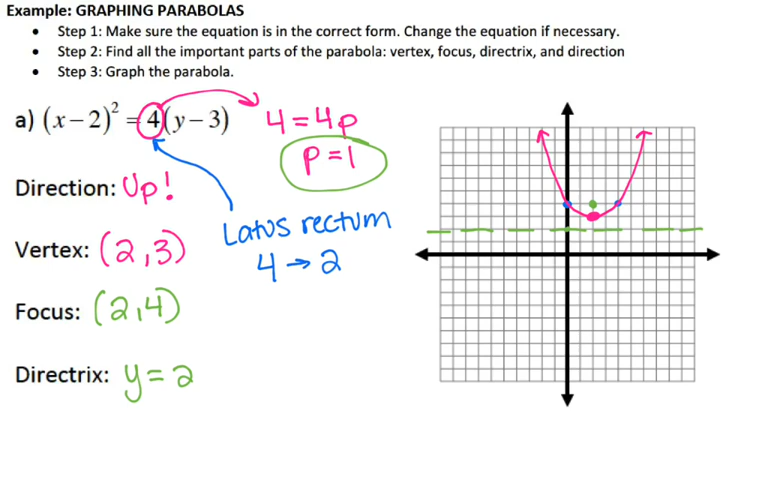 Example: GRAPHING PARABOLAS
• Step 1: Make sure the equation is in the correct form. Change the equation if necessary.
• Step 2: Find all the important parts of the parabola: vertex, focus, directrix, and direction
• Step 3: Graph the parabola.
a) (x – 2)² = 4(y – 3) 4 = 4p
p = 1
Direction: Up!
Latus rectum
Vertex: (2,3)
4 → 2
Focus: (2,4)
Directrix: y = 2